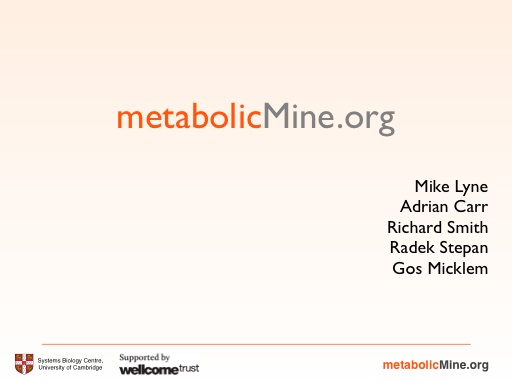 metabolicMine.org
Mike Lyne
Adrian Carr
Richard Smith
Radek Stepan
Gos Micklem
Systems Biology Centre,
University of Cambridge
Supported by
wellcometrust
metabolicMine.org